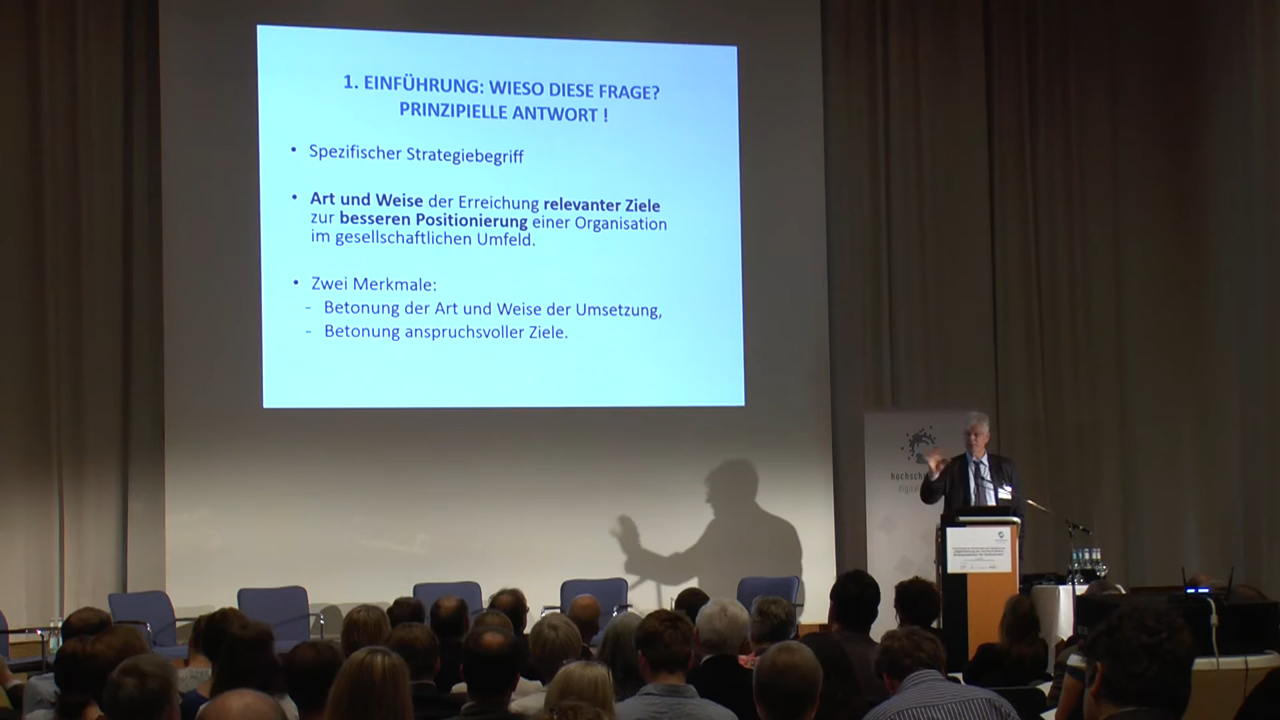 1. EINFÜHRUNG: WIESO DIESE FRAGE?
PRINZIPIELLE ANTWORT !
• Spezifischer Strategiebegriff
• Art und Weise der Erreichung relevanter Ziele
zur besseren Positionierung einer Organisation
im gesellschaftlichen Umfeld.
• Zwei Merkmale:
- Betonung der Art und Weise der Umsetzung,
- Betonung anspruchsvoller Ziele.